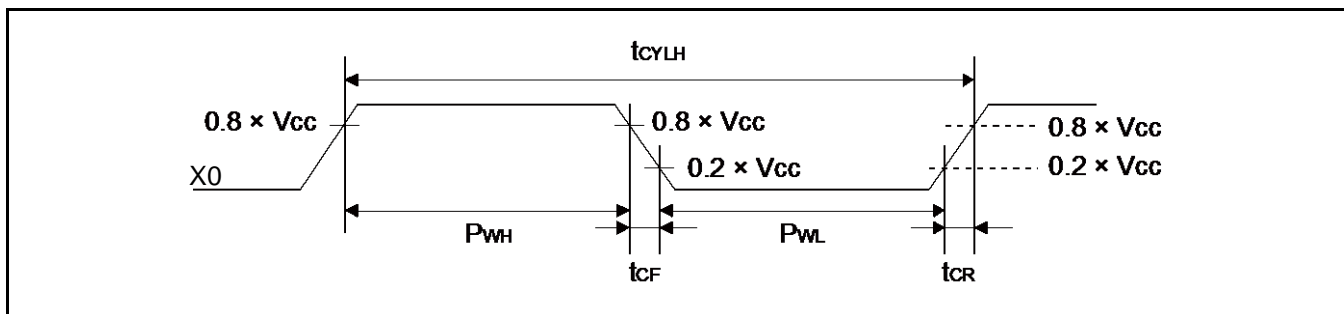 tCYLH
0.8 × VCC
0.8 × VCC
0.8 × VCC
0.2 × VCC
0.2 × VCC
X0
PWH
PWL
tCF
tCR